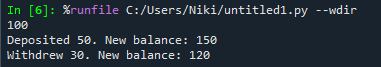 In [6]: %runfile C:/Users/Niki/untitled1.py --wdir
100
Deposited 50. New balance: 150
Withdrew 30. New balance: 120